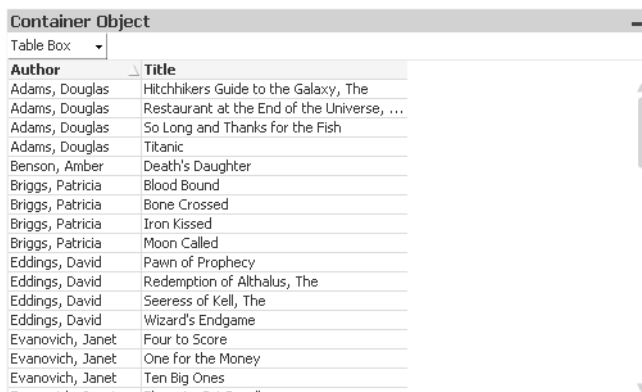 Container Object
Table Box
Author Title
Adams, Douglas Hitchhikers Guide to the Galaxy, The
Adams, Douglas Restaurant at the End of the Universe, ...
Adams, Douglas So Long and Thanks for the Fish
Adams, Douglas Titanic
Benson, Amber Death's Daughter
Briggs, Patricia Blood Bound
Briggs, Patricia Bone Crossed
Briggs, Patricia Iron Kissed
Briggs, Patricia Moon Called
Eddings, David Pawn of Prophecy
Eddings, David Redemption of Althalus, The
Eddings, David Seeress of Kell, The
Eddings, David Wizard's Endgame
Evanovich, Janet Four to Score
Evanovich, Janet One for the Money
Evanovich, Janet Ten Big Ones